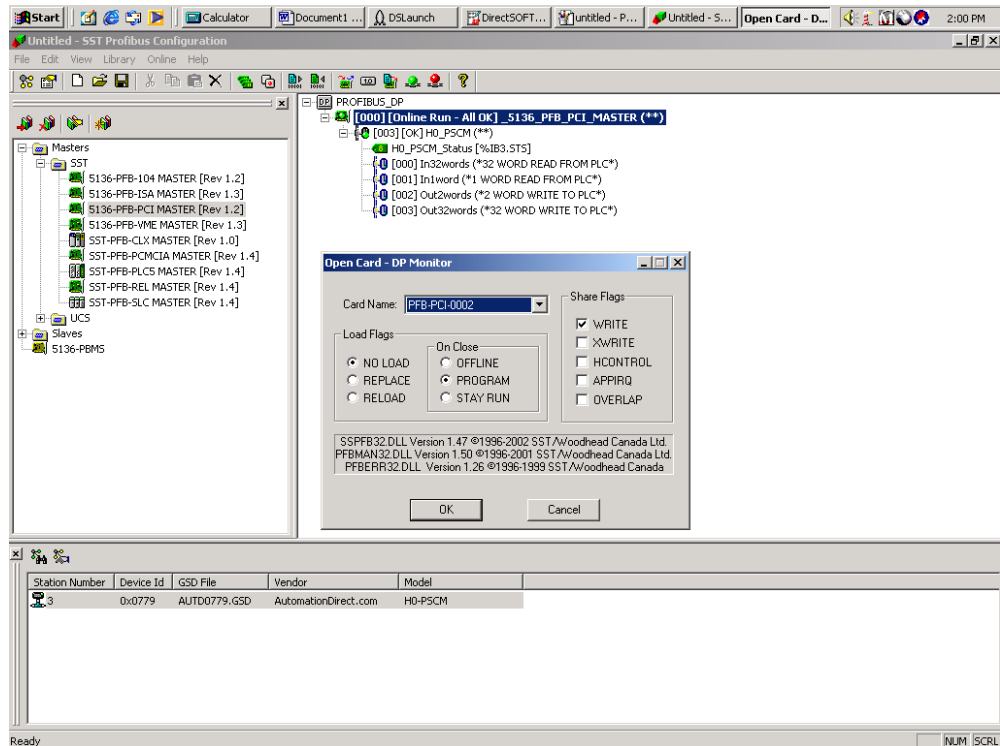 Start
Calculator
Document1 ...
DSLaunch
DirectSOFT...
untitled - P...
Untitled - S...
Open Card - D...
2:00 PM
Untitled - SST Profibus Configuration
File Edit View Library Online Help
Masters
SST
5136-PFB-104 MASTER [Rev 1.2]
5136-PFB-ISA MASTER [Rev 1.3]
5136-PFB-PCI MASTER [Rev 1.2]
5136-PFB-VME MASTER [Rev 1.3]
SST-PFB-CLX MASTER [Rev 1.0]
SST-PFB-PCMCIA MASTER [Rev 1.4]
SST-PFB-PLC5 MASTER [Rev 1.4]
SST-PFB-REL MASTER [Rev 1.4]
SST-PFB-SLC MASTER [Rev 1.4]
UCS
Slaves
5136-PBMS
DP PROFIBUS_DP
[000] [Online Run - All OK] _5136_PFB_PCI_MASTER (**)
[003] [OK] H0_PSCM (**)
H0_PSCM_Status [%IB3.STS]
[000] In32words (*32 WORD READ FROM PLC*)
[001] In1word (*1 WORD READ FROM PLC*)
[002] Out2words (*2 WORD WRITE TO PLC*)
[003] Out32words (*32 WORD WRITE TO PLC*)
Open Card - DP Monitor
Card Name: PFB-PCI-0002
Load Flags
NO LOAD
REPLACE
RELOAD
On Close
OFFLINE
PROGRAM
STAY RUN
Share Flags
WRITE
XWRITE
HCONTROL
APPIRQ
OVERLAP
SSPFB32.DLL Version 1.47 ©1996-2002 SST/Woodhead Canada Ltd.
PFBMAN32.DLL Version 1.50 ©1996-2001 SST/Woodhead Canada Ltd.
PFBERR32.DLL Version 1.26 ©1996-1999 SST/Woodhead Canada
OK Cancel
Station Number Device Id GSD File Vendor Model
3 0x0779 AUTD0779.GSD AutomationDirect.com H0-PSCM
Ready NUM SCRL